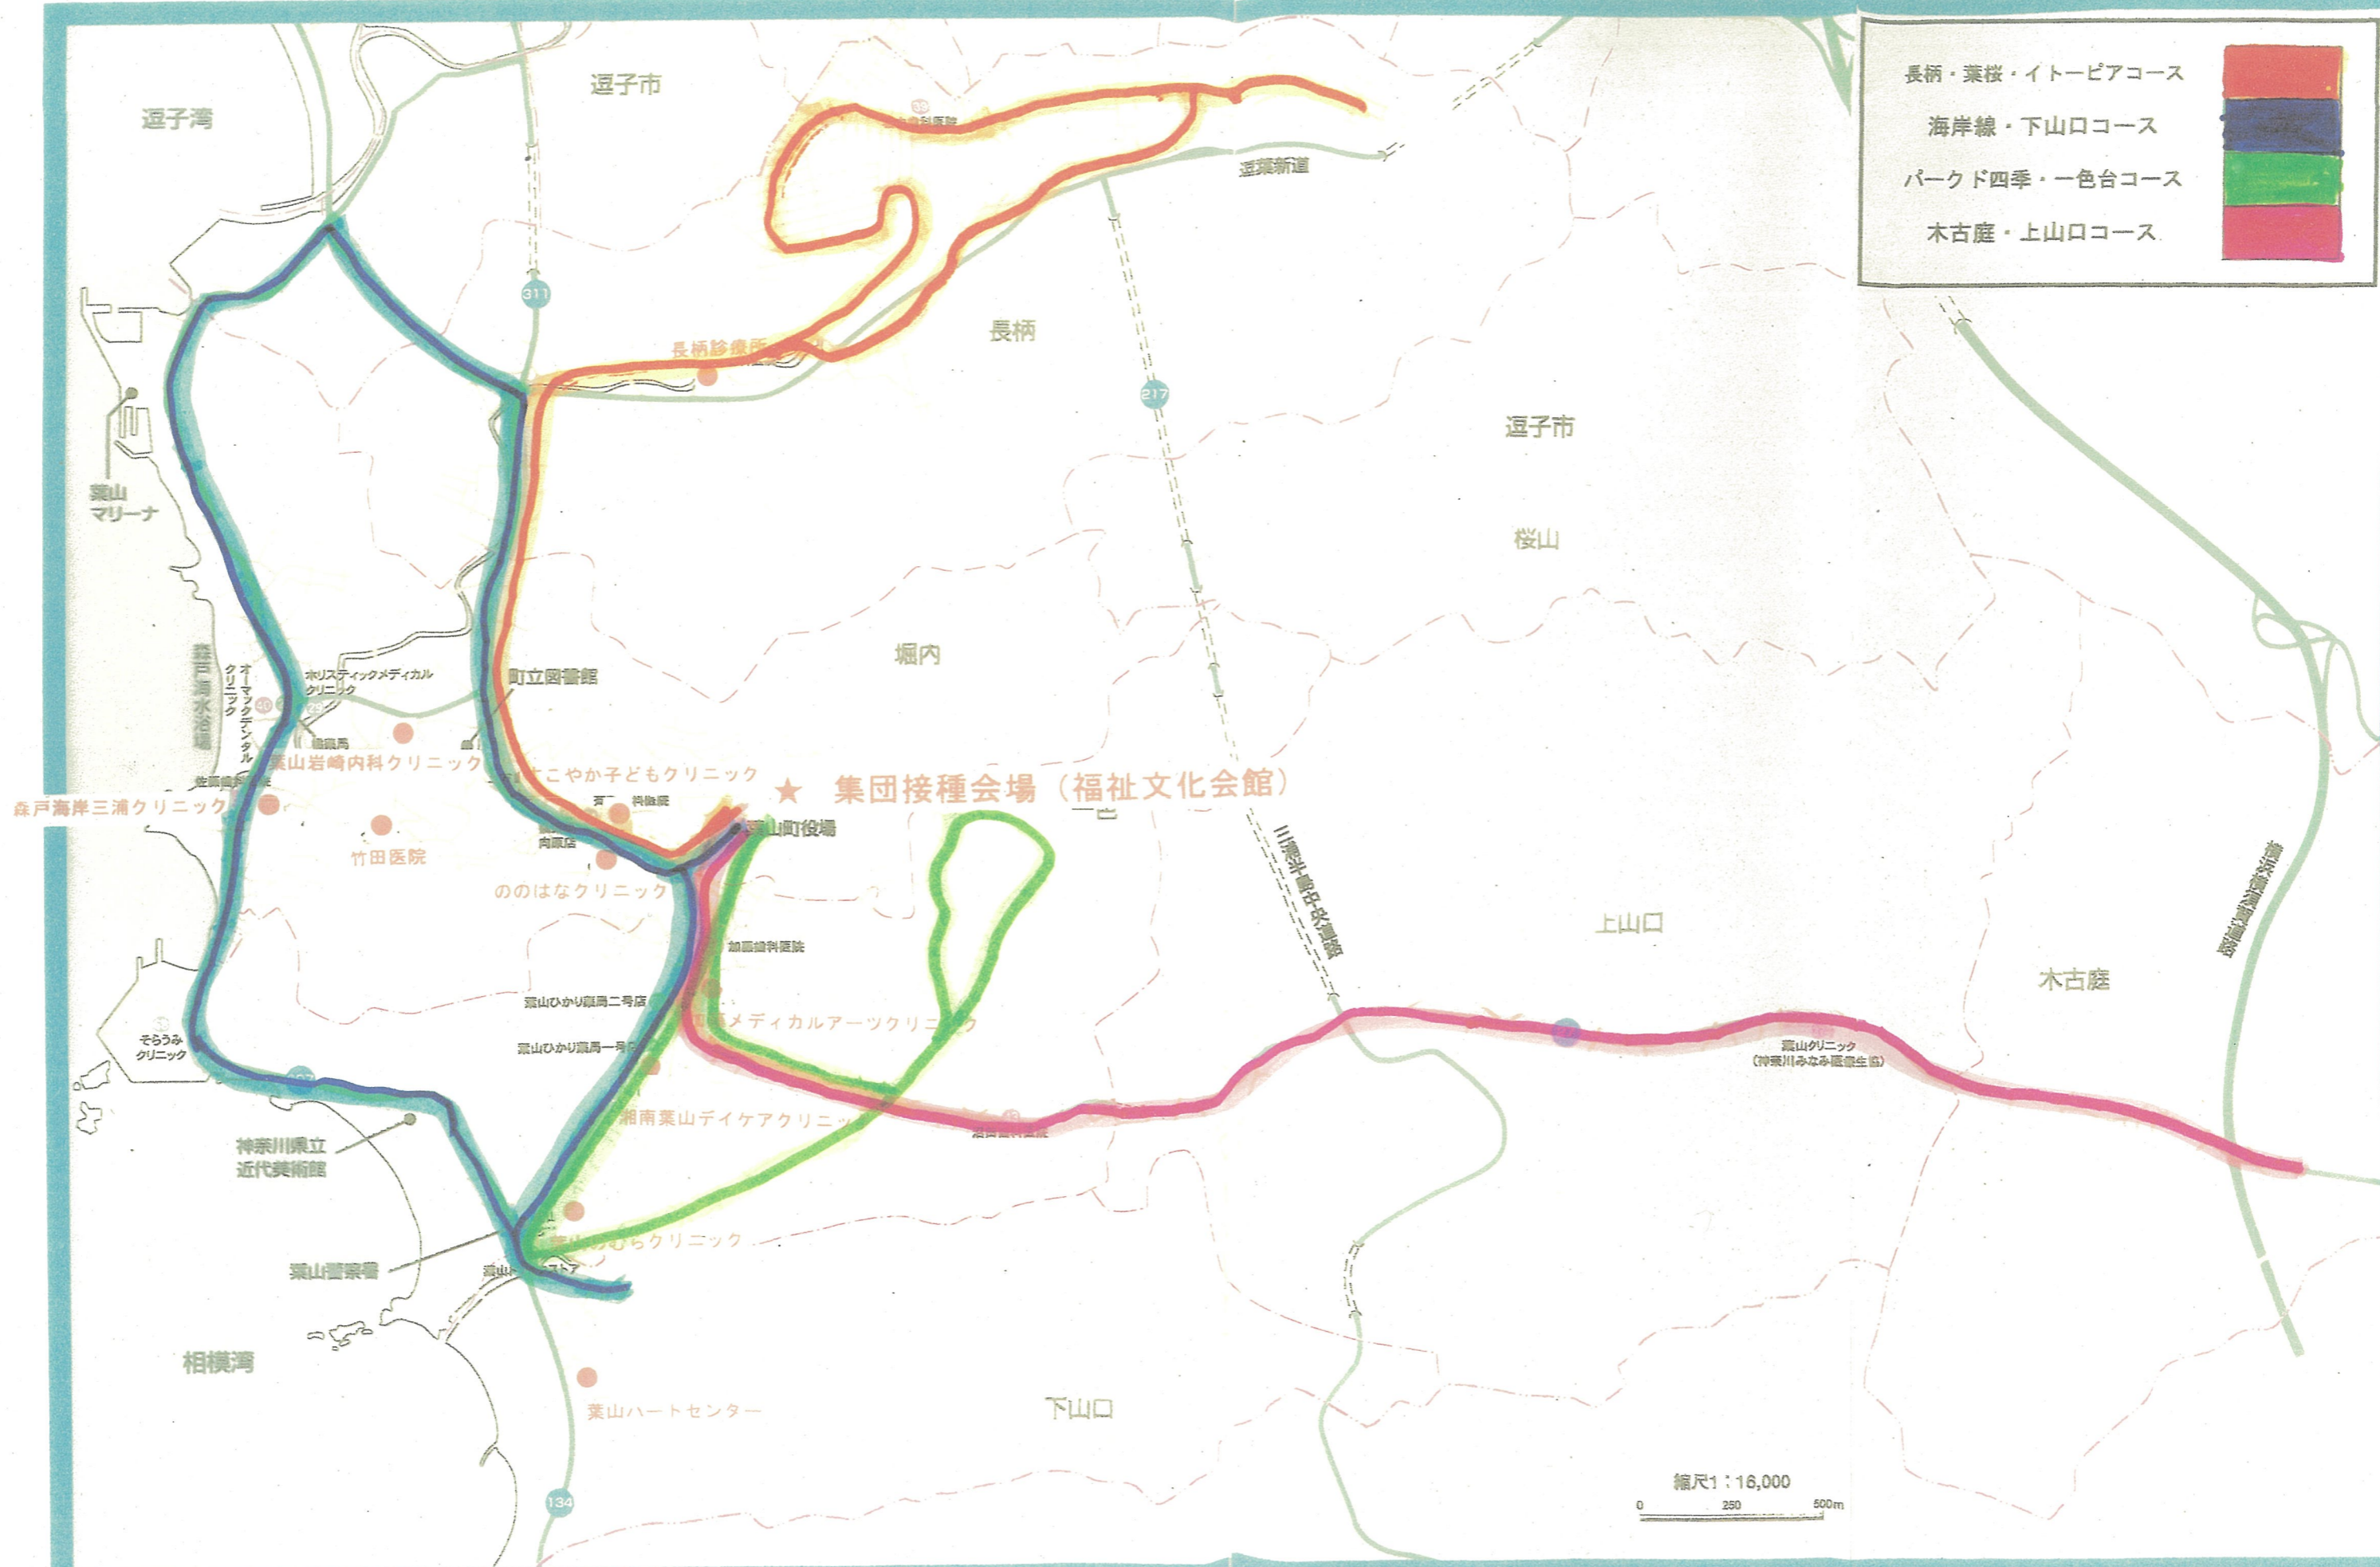 逗子市
逗子湾
長柄・葉桜・イトーピアコース
海岸線・下山口コース
パークド四季・一色台コース
木古庭・上山口コース
39
逗葉新道
311
長柄
長柄診療所
217
逗子市
葉山
マリーナ
桜山
堀内
森戸海水浴場
オーマックデンタル
クリニック
ホリスティックメディカル
クリニック
町立図書館
40
29
葉山岩崎内科クリニック
すこやか子どもクリニック
★ 集団接種会場（福祉文化会館）
森戸海岸三浦クリニック
葉山町役場
竹田医院
ののはなクリニック
三浦半島中央道路
横浜横須賀道路
上山口
木古庭
加藤歯科医院
葉山ひかり薬局二号店
メディカルアーツクリニック
葉山ひかり薬局一号店
そらうみ
クリニック
葉山クリニック
（神奈川みなみ医療生協）
湘南葉山デイケアクリニッ
神奈川県立
近代美術館
むらクリニック
葉山警察署
相模湾
葉山ハートセンター
下山口
縮尺1：16,000
0 250 500m
134